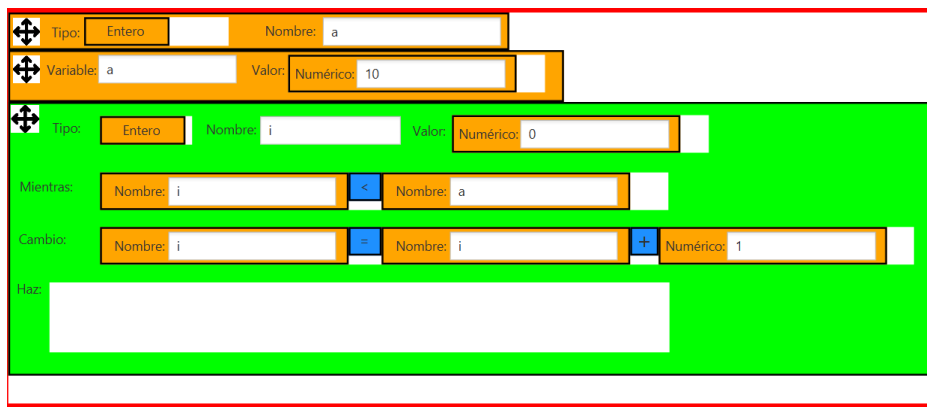 Tipo: Entero Nombre: a
Variable: a Valor: Numérico: 10
Tipo: Entero Nombre: i Valor: Numérico: 0
Mientras: Nombre: i < Nombre: a
Cambio: Nombre: i = Nombre: i + Numérico: 1
Haz: